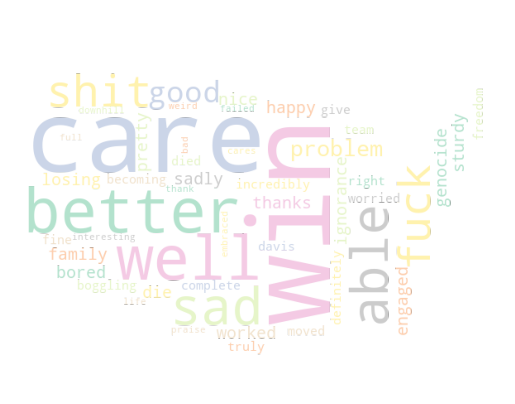 shit
good
nice
downhill
weird
failed
happy
give
freedom
care
win
pretty
full
bad
cares
team
problem
genocide
sturdy
died
losing
becoming
sadly
thank
incredibly
right
ignorance
fuck
better
thanks
worried
able
well
fine
interesting
family
davis
bored
boggling
complete
definitely
engaged
die
life
sad
praise
worked
moved
truly